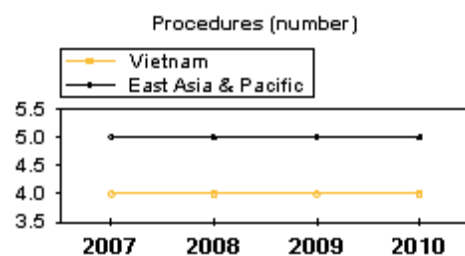 Procedures (number)
Vietnam
East Asia & Pacific
5.5
5.0
4.5
4.0
3.5
2007 2008 2009 2010